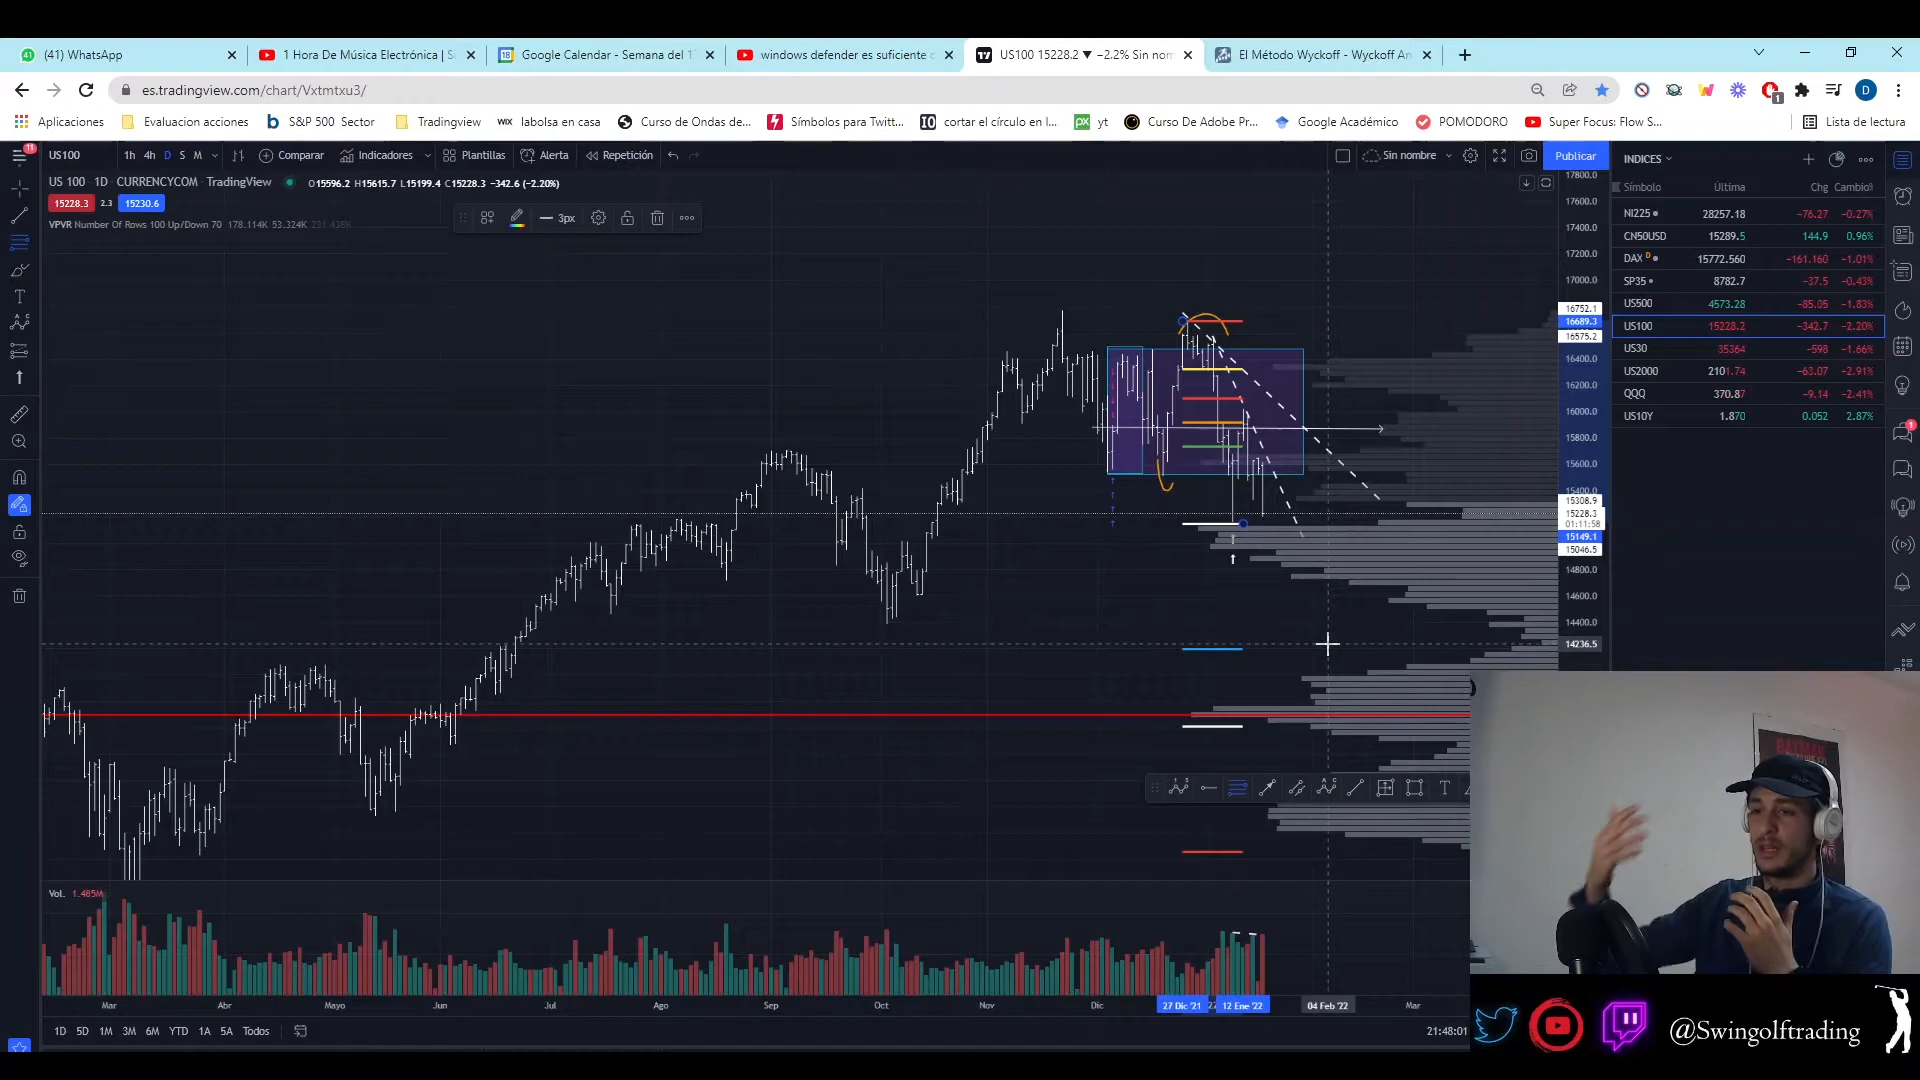 (41) WhatsApp
1 Hora De Música Electrónica | S
Google Calendar - Semana del 1
windows defender es suficiente c
US100 15228.2 ▼ −2.2% Sin nom
El Método Wyckoff - Wyckoff An
es.tradingview.com/chart/Vxtmtxu3/
D
Aplicaciones
Evaluacion acciones
S&P 500 Sector
Tradingview
WIX labolsa en casa
Curso de Ondas de...
Símbolos para Twitt...
cortar el círculo en l...
yt
Curso De Adobe Pr...
Google Académico
POMODORO
Super Focus: Flow S...
Lista de lectura
11
US100
1h 4h D S M
Comparar
Indicadores
Plantillas
Alerta
Repetición
Sin nombre
Publicar
US 100 · 1D · CURRENCYCOM · TradingView
O15596.2 H15615.7 L15199.4 C15228.3 −342.6 (−2.20%)
15228.3 2.3 15230.6
VPVR Number Of Rows 100 Up/Down 70 178.114K 53.324K 231.438K
3px
17800.0
17600.0
17400.0
17200.0
17000.0
16752.1
16689.3
16575.2
16400.0
16200.0
16000.0
15800.0
15600.0
15400.0
15308.9
15228.3
01:11:58
15149.1
15046.5
14800.0
14600.0
14400.0
14236.5
INDICES
Símbolo Última Chg Cambio%
NI225 28257.18 −76.27 −0.27%
CN50USD 15289.5 144.9 0.96%
DAX D 15772.560 −161.160 −1.01%
SP35 8782.7 −37.5 −0.43%
US500 4573.28 −85.05 −1.83%
US100 15228.2 −342.7 −2.20%
US30 35364 −598 −1.66%
US2000 2101.74 −63.07 −2.91%
QQQ 370.87 −9.14 −2.41%
US10Y 1.870 0.052 2.87%
Vol. 1.485M
Mar Abr Mayo Jun Jul Ago Sep Oct Nov Dic 27 Dic '21 12 Ene '22 04 Feb '22 Mar
1D 5D 1M 3M 6M YTD 1A 5A Todos
21:48:01
BATMAN
@Swingolftrading